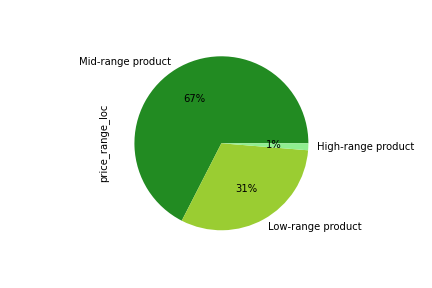 Mid-range product
67%
price_range_loc
1%
High-range product
31%
Low-range product